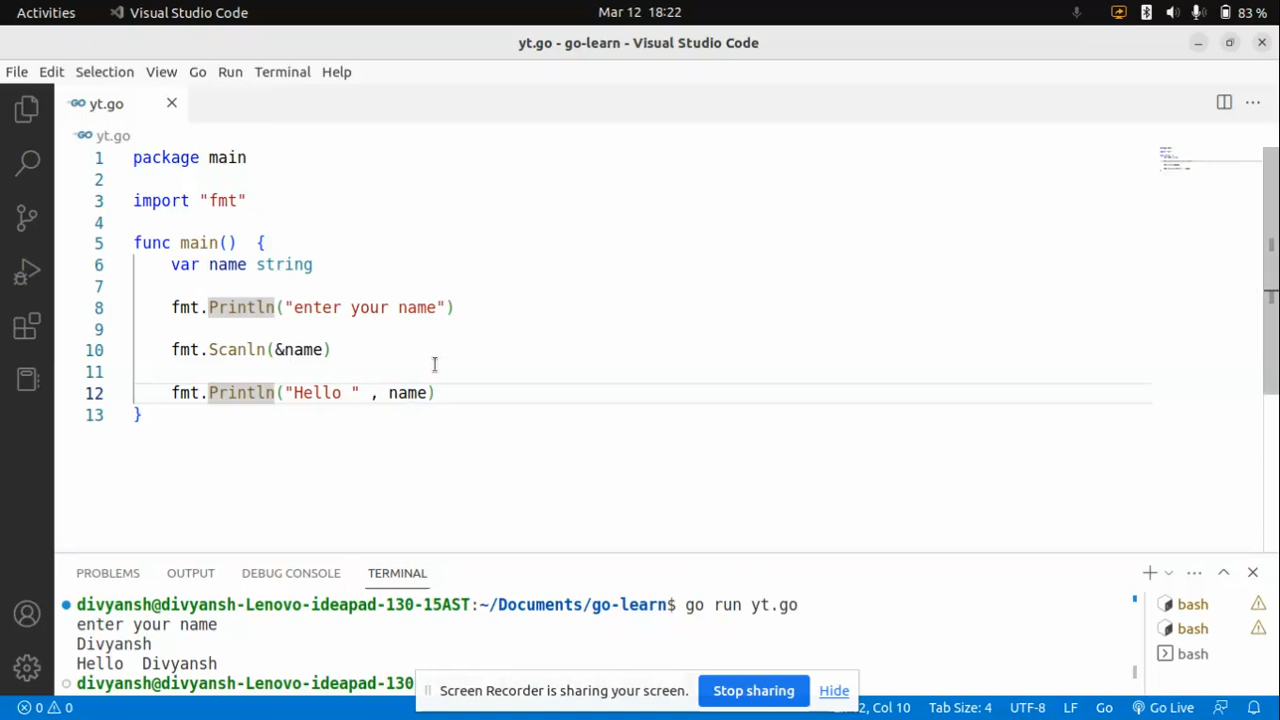 Activities Visual Studio Code Mar 12 18:22 83 %
yt.go - go-learn - Visual Studio Code
File Edit Selection View Go Run Terminal Help
yt.go
yt.go
1 package main
2
3 import "fmt"
4
5 func main()  {
6 var name string
7
8 fmt.Println("enter your name")
9
10 fmt.Scanln(&name)
11
12 fmt.Println("Hello " , name)
13 }
PROBLEMS OUTPUT DEBUG CONSOLE TERMINAL
divyansh@divyansh-Lenovo-ideapad-130-15AST:~/Documents/go-learn$ go run yt.go
bash
enter your name
bash
Divyansh
bash
Hello  Divyansh
divyansh@divyansh-Lenovo-ideapad-130
Screen Recorder is sharing your screen. Stop sharing Hide
0 0 2, Col 10 Tab Size: 4 UTF-8 LF Go Go Live